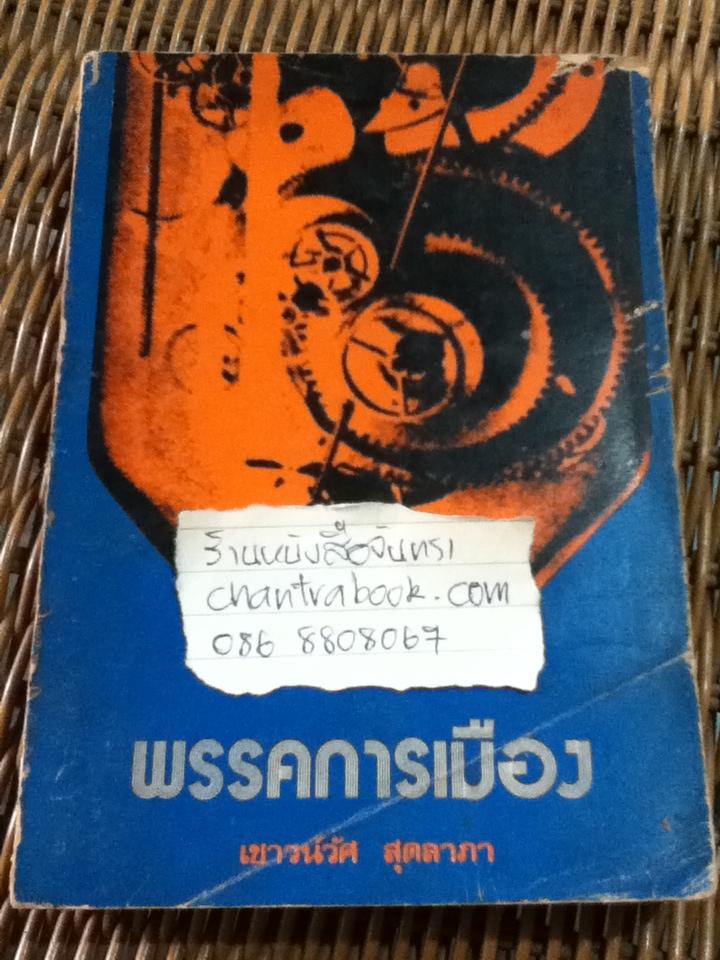 ร้านหนังสือจันทรา
chantrabook.com
086 8808067
พรรคการเมือง
เชาวน์วัศ สุดลาภา